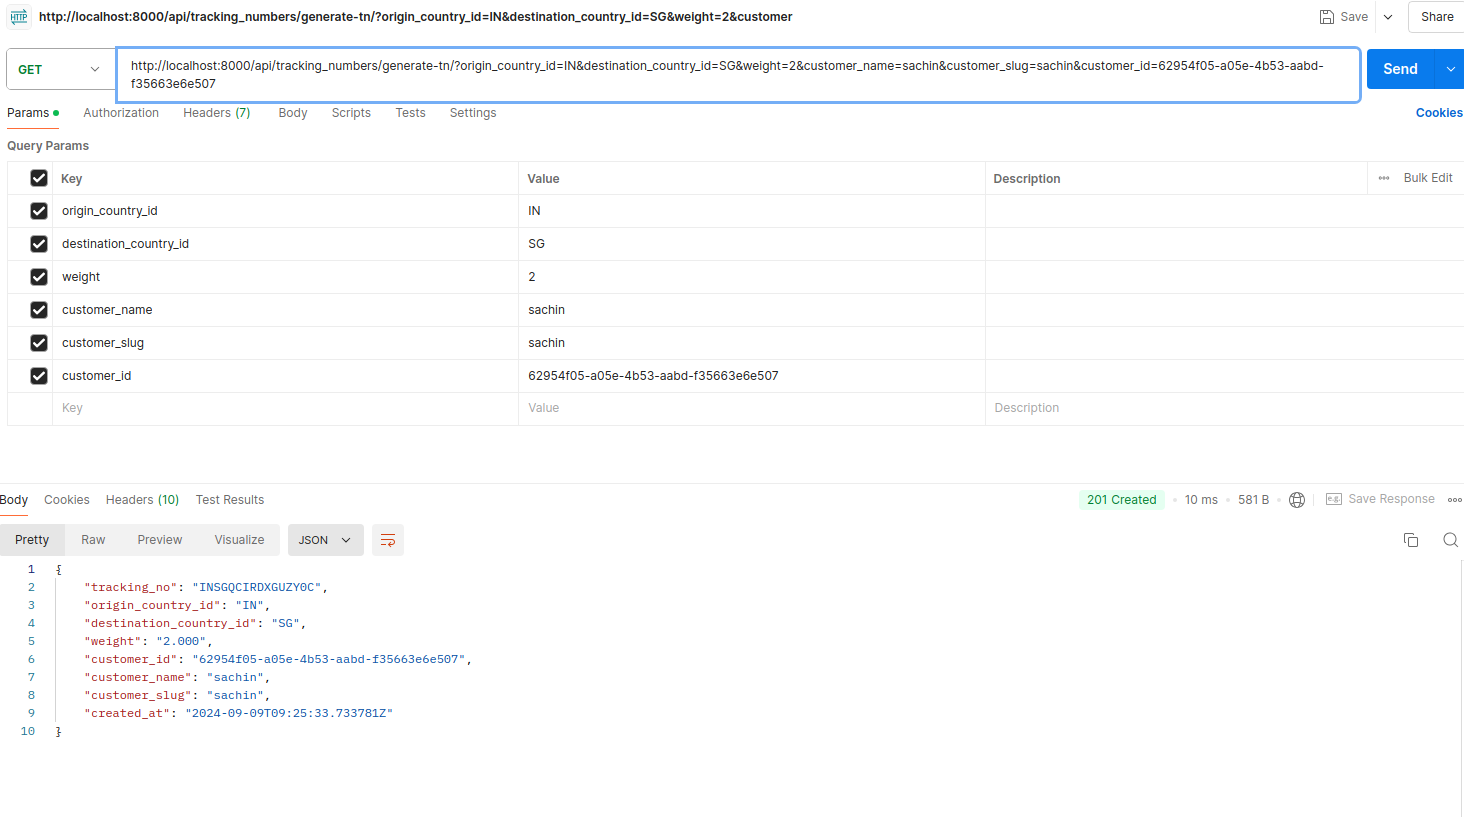 HTTP http://localhost:8000/api/tracking_numbers/generate-tn/?origin_country_id=IN&destination_country_id=SG&weight=2&customer Save Share
GET http://localhost:8000/api/tracking_numbers/generate-tn/?origin_country_id=IN&destination_country_id=SG&weight=2&customer_name=sachin&customer_slug=sachin&customer_id=62954f05-a05e-4b53-aabd-
f35663e6e507
Send
Params Authorization Headers (7) Body Scripts Tests Settings Cookies
Query Params
Key Value Description Bulk Edit
origin_country_id IN
destination_country_id SG
weight 2
customer_name sachin
customer_slug sachin
customer_id 62954f05-a05e-4b53-aabd-f35663e6e507
Key Value Description
Body Cookies Headers (10) Test Results 201 Created 10 ms 581 B e.g. Save Response
Pretty Raw Preview Visualize JSON
1 {
2 "tracking_no": "INSGQCIRDXGUZY0C",
3 "origin_country_id": "IN",
4 "destination_country_id": "SG",
5 "weight": "2.000",
6 "customer_id": "62954f05-a05e-4b53-aabd-f35663e6e507",
7 "customer_name": "sachin",
8 "customer_slug": "sachin",
9 "created_at": "2024-09-09T09:25:33.733781Z"
10 }